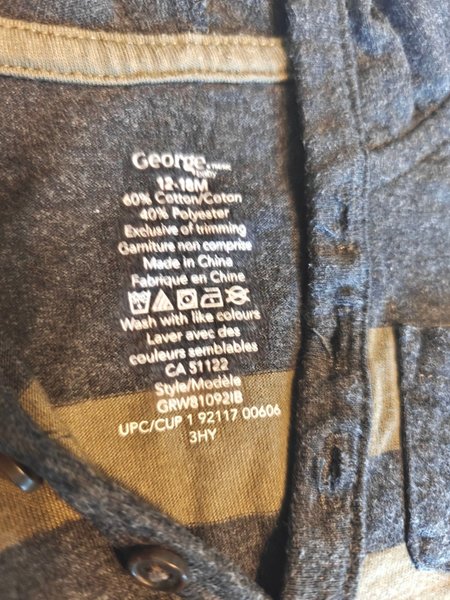 George
baby
12-18M
60% Cotton/Coton
40% Polyester
Exclusive of trimming
Garniture non comprise
Made in China
Fabriqué en Chine
Wash with like colours
Laver avec des
couleurs semblables
CA 51122
Style/Modèle
GRW81092IB
UPC/CUP 1 92117 00606
3HY